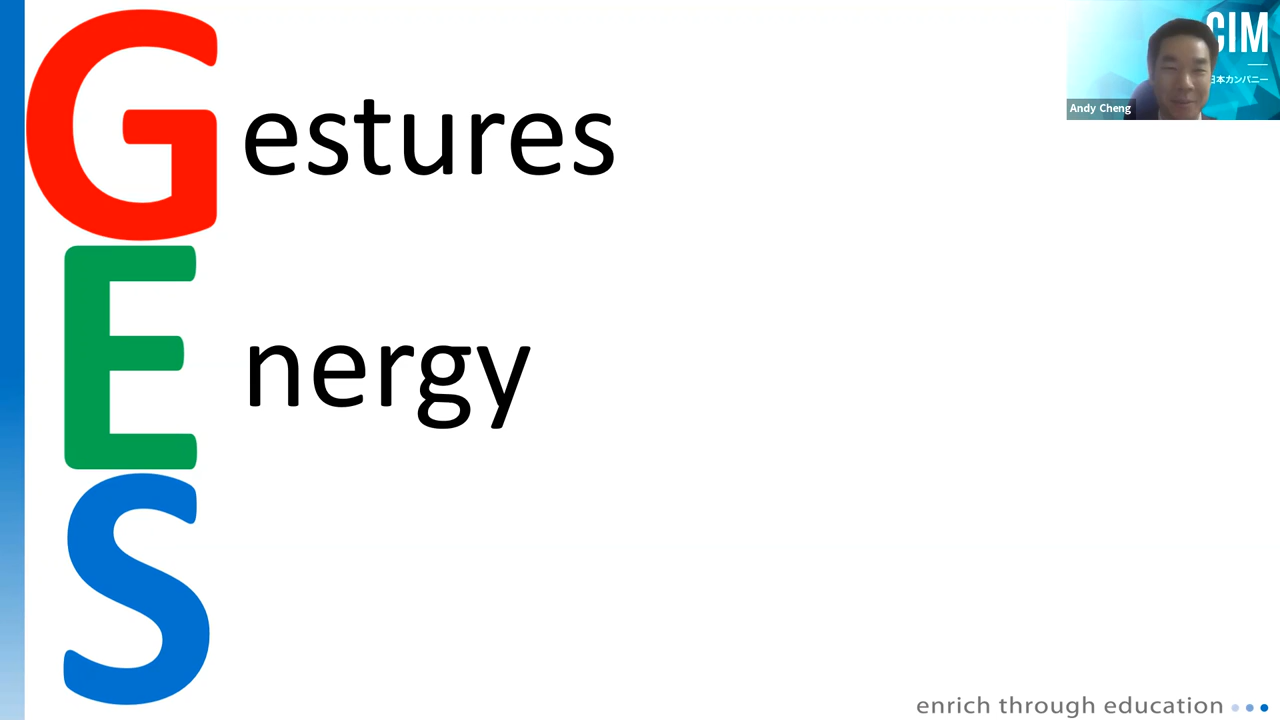 Gestures
Energy
S
CIM
日本カンパニー
Andy Cheng
enrich through education